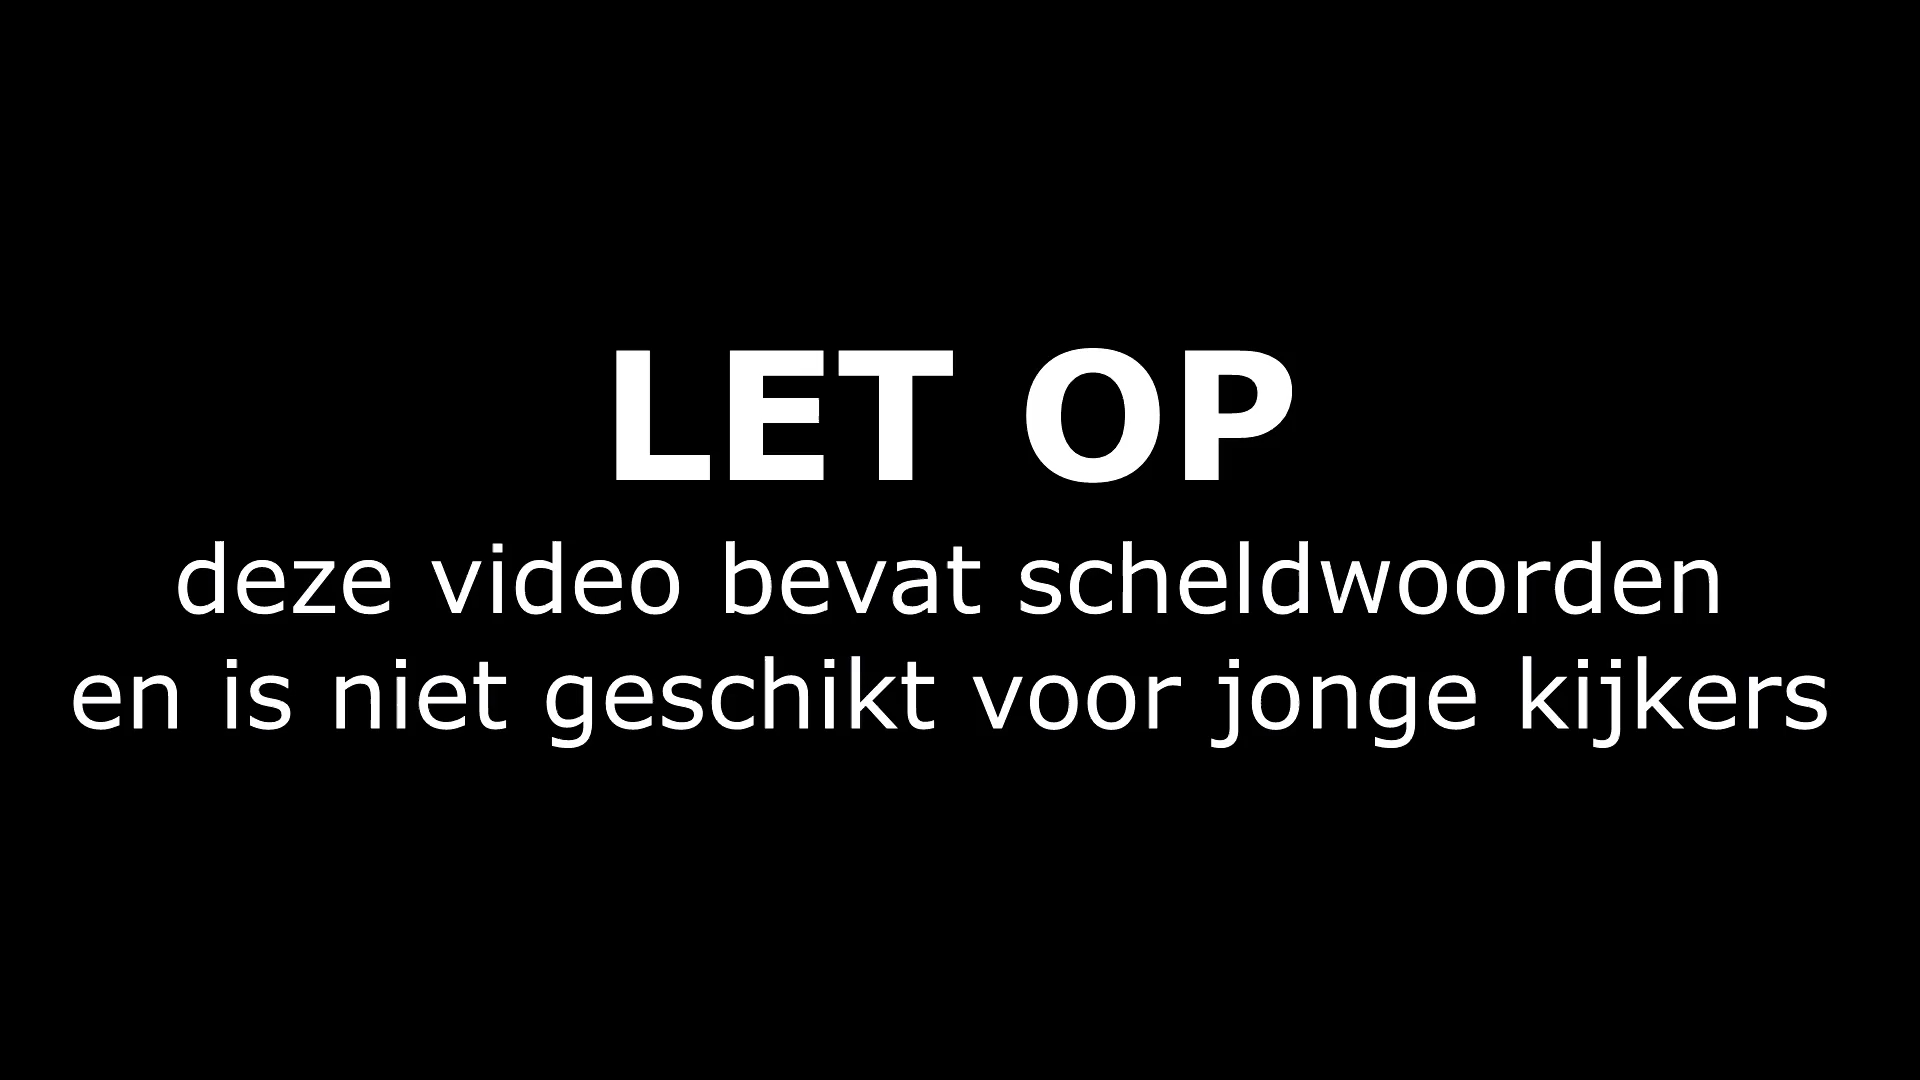 LET OP
deze video bevat scheldwoorden
en is niet geschikt voor jonge kijkers